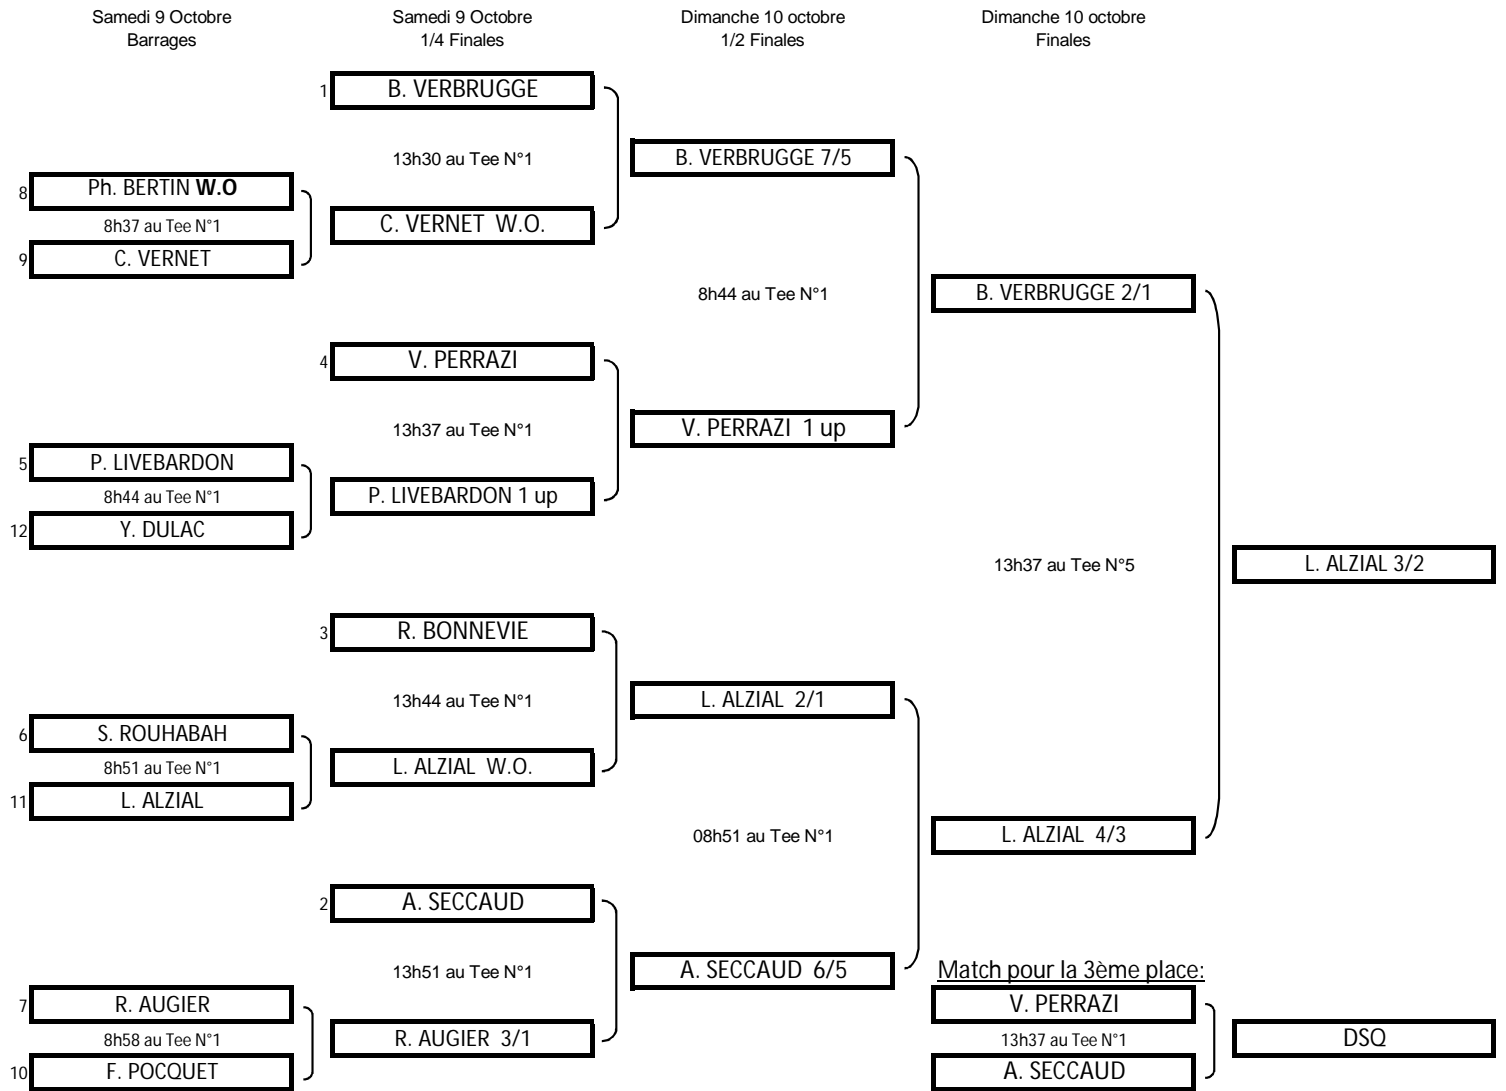 Samedi 9 Octobre
Barrages
Samedi 9 Octobre
1/4 Finales
Dimanche 10 octobre
1/2 Finales
Dimanche 10 octobre
Finales
8
Ph. BERTIN W.O
8h37 au Tee N°1
9
C. VERNET
5
P. LIVEBARDON
8h44 au Tee N°1
12
Y. DULAC
6
S. ROUHABAH
8h51 au Tee N°1
11
L. ALZIAL
7
R. AUGIER
8h58 au Tee N°1
10
F. POCQUET
1
B. VERBRUGGE
13h30 au Tee N°1
C. VERNET W.O.
4
V. PERRAZI
13h37 au Tee N°1
P. LIVEBARDON 1 up
3
R. BONNEVIE
13h44 au Tee N°1
L. ALZIAL W.O.
2
A. SECCAUD
13h51 au Tee N°1
R. AUGIER 3/1
B. VERBRUGGE 7/5
8h44 au Tee N°1
V. PERRAZI 1 up
L. ALZIAL 2/1
08h51 au Tee N°1
A. SECCAUD 6/5
B. VERBRUGGE 2/1
13h37 au Tee N°5
L. ALZIAL 4/3
L. ALZIAL 3/2
Match pour la 3ème place:
V. PERRAZI
13h37 au Tee N°1
A. SECCAUD
DSQ